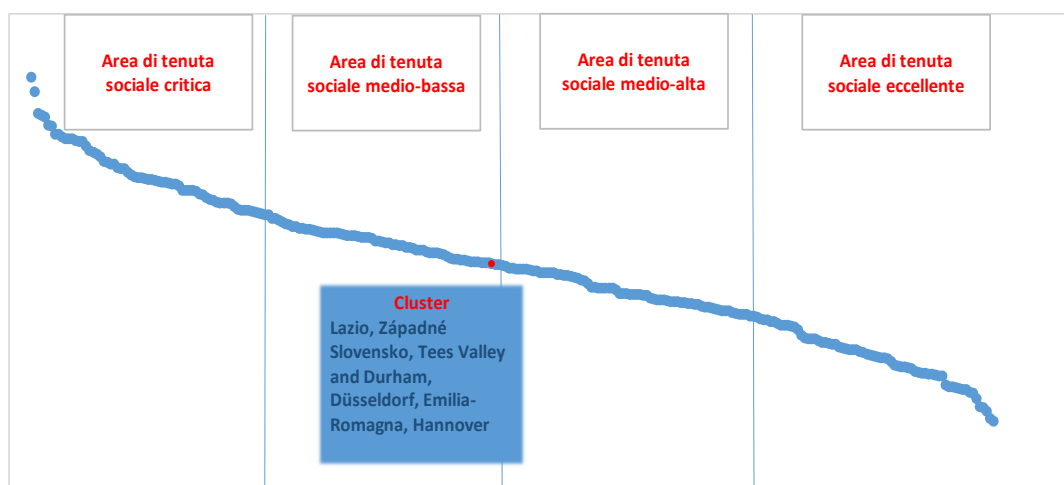 Area di tenuta
sociale critica
Area di tenuta
sociale medio-bassa
Area di tenuta
sociale medio-alta
Area di tenuta
sociale eccellente
Cluster
Lazio, Západné
Slovensko, Tees Valley
and Durham,
Düsseldorf, Emilia-
Romagna, Hannover